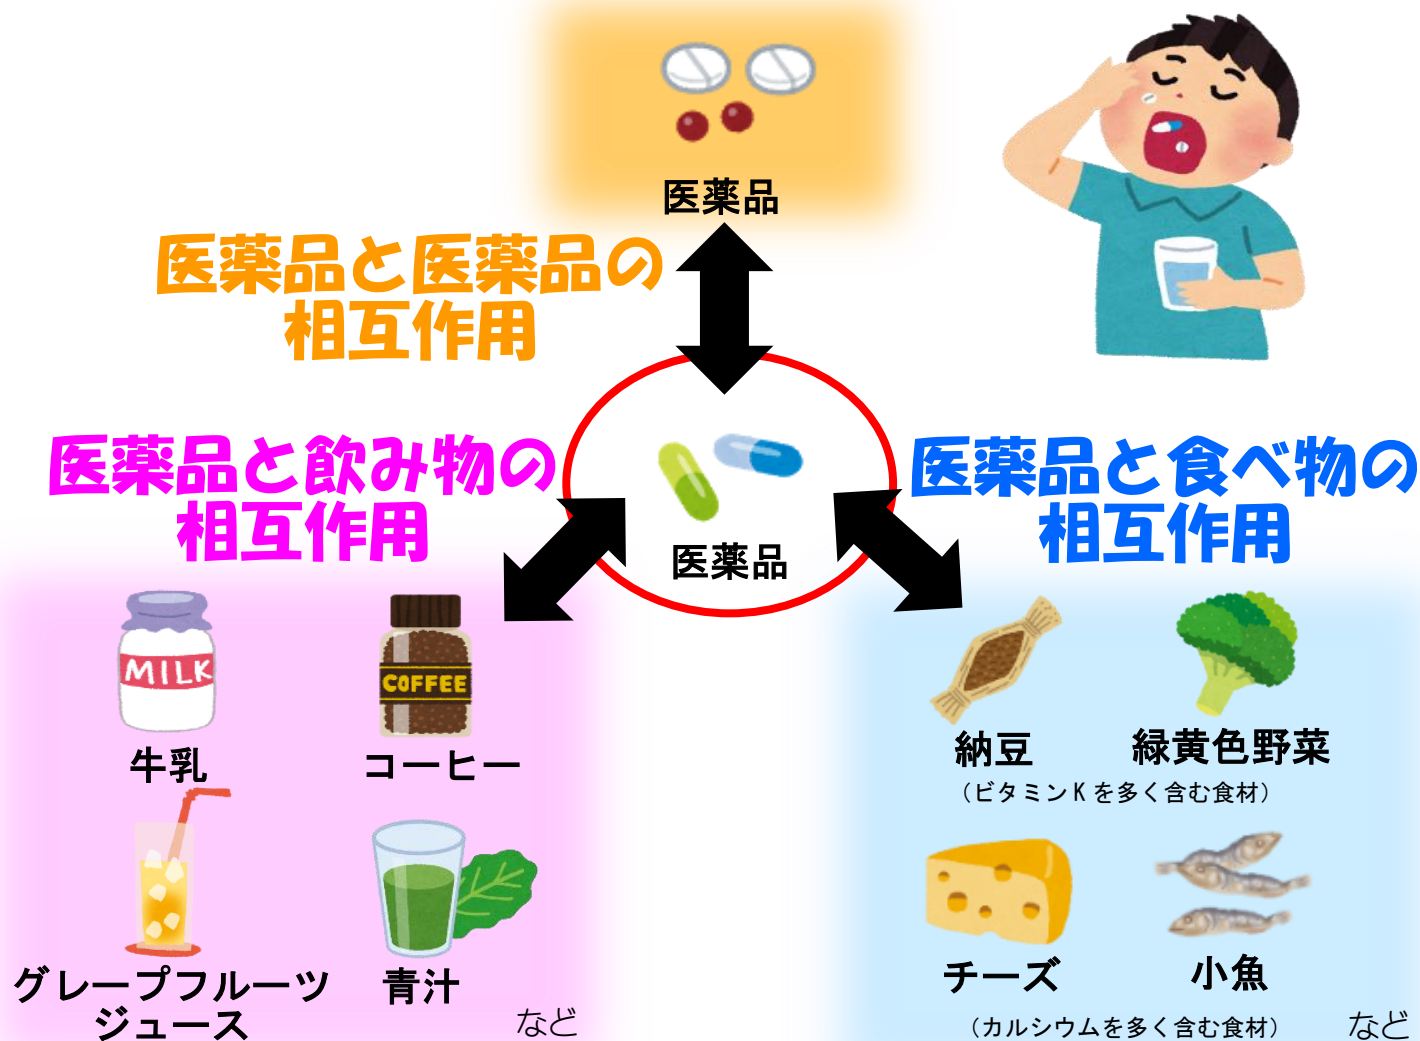 医薬品
医薬品と医薬品の
相互作用
医薬品と飲み物の
相互作用
医薬品
医薬品と食べ物の
相互作用
MILK
牛乳
COFFEE
コーヒー
グレープフルーツ
ジュース
青汁
など
納豆
緑黄色野菜
（ビタミンKを多く含む食材）
チーズ
小魚
（カルシウムを多く含む食材）
など